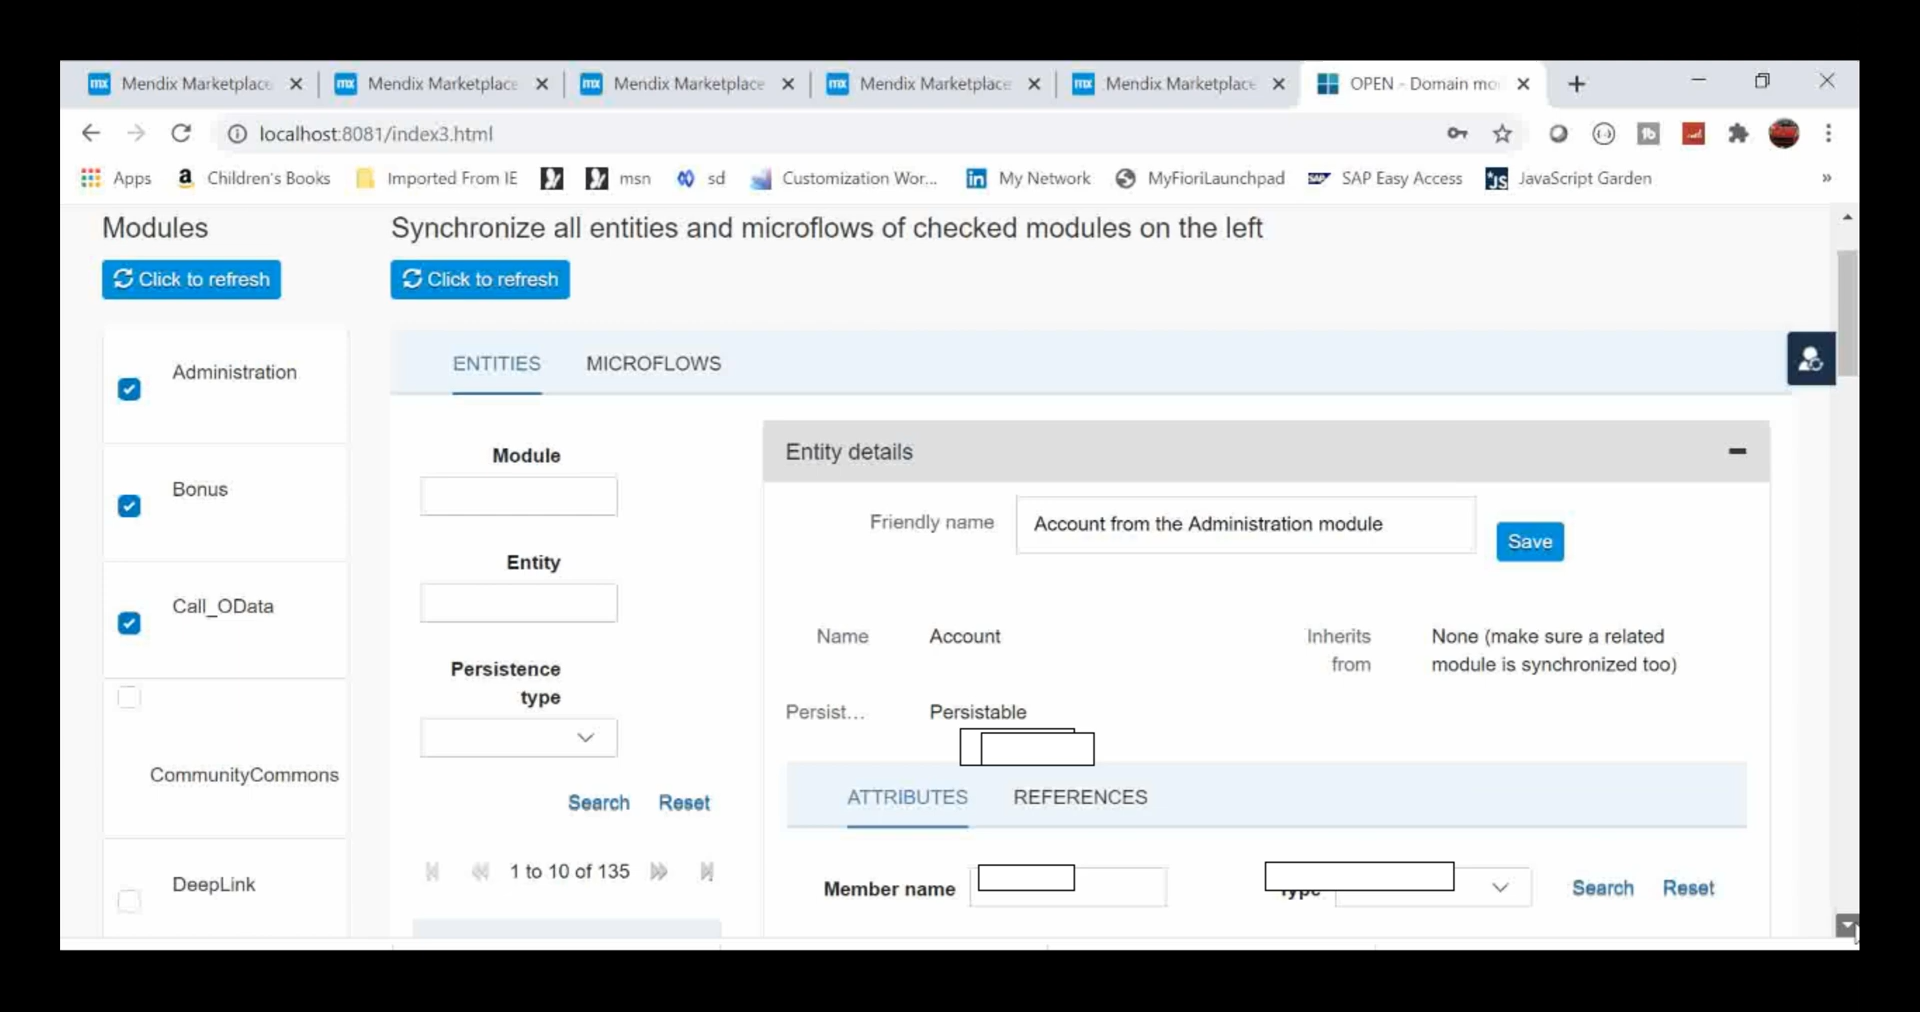 Mendix Marketplace
Mendix Marketplace
Mendix Marketplace
Mendix Marketplace
Mendix Marketplace
OPEN - Domain mo
localhost:8081/index3.html
Apps
Children's Books
Imported From IE
msn
sd
Customization Wor...
My Network
MyFioriLaunchpad
SAP Easy Access
JavaScript Garden
Modules
Synchronize all entities and microflows of checked modules on the left
Click to refresh
Click to refresh
Administration
Bonus
Call_OData
CommunityCommons
DeepLink
ENTITIES
MICROFLOWS
Module
Entity
Persistence
type
Search
Reset
1 to 10 of 135
Entity details
Friendly name
Account from the Administration module
Save
Name
Account
Inherits
from
None (make sure a related
module is synchronized too)
Persist...
Persistable
ATTRIBUTES
REFERENCES
Member name
Search
Reset